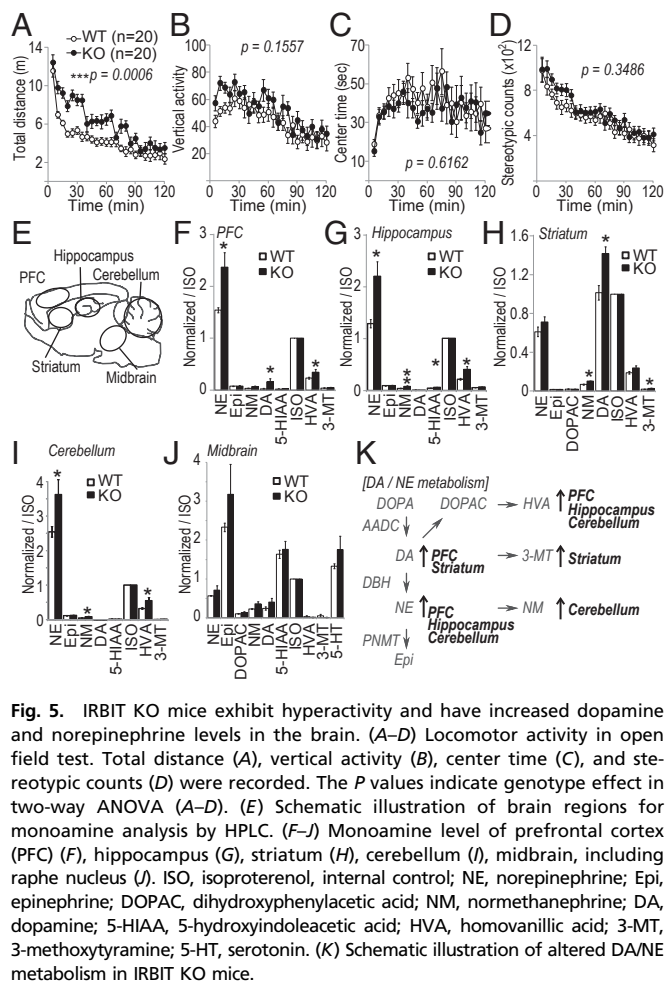 A
WT (n=20)
KO (n=20)
***p = 0.0006
Total distance (m)
14
10
6
2
0 30 60 90 120
Time (min)
B
p = 0.1557
Vertical activity
100
80
60
40
20
0 30 60 90 120
Time (min)
C
Center time (sec)
70
50
30
10
p = 0.6162
0 30 60 90 120
Time (min)
D
Stereotypic counts (x10²)
12
8
4
p = 0.3486
0 30 60 90 120
Time (min)
E
Hippocampus
PFC
Cerebellum
Striatum
Midbrain
F
PFC
Normalized / ISO
3
2
1
0
WT
KO
*
*
*
NE Epi NM DA 5-HIAA ISO HVA 3-MT
G
Hippocampus
Normalized / ISO
3
2
1
0
WT
KO
*
*
*
*
*
NE Epi NM DA 5-HIAA ISO HVA 3-MT
H
Striatum
Normalized / ISO
1.6
1.2
0.8
0.4
0
WT
KO
*
*
*
NE Epi DOPAC NM DA ISO HVA 3-MT
I
Cerebellum
Normalized / ISO
4
3
2
1
0
WT
KO
*
*
*
NE Epi NM DA 5-HIAA ISO HVA 3-MT
J
Midbrain
Normalized / ISO
4
3
2
1
0
WT
KO
NE Epi DOPAC NM DA 5-HIAA ISO HVA 3-MT 5-HT
K
[DA / NE metabolism]
DOPA DOPAC → HVA ↑ PFC
Hippocampus
Cerebellum
AADC ↓
DA ↑ PFC → 3-MT ↑ Striatum
Striatum
DBH ↓
NE ↑ PFC → NM ↑ Cerebellum
Hippocampus
Cerebellum
PNMT ↓
Epi
Fig. 5. IRBIT KO mice exhibit hyperactivity and have increased dopamine
and norepinephrine levels in the brain. (A–D) Locomotor activity in open
field test. Total distance (A), vertical activity (B), center time (C), and ste-
reotypic counts (D) were recorded. The P values indicate genotype effect in
two-way ANOVA (A–D). (E) Schematic illustration of brain regions for
monoamine analysis by HPLC. (F–J) Monoamine level of prefrontal cortex
(PFC) (F), hippocampus (G), striatum (H), cerebellum (I), midbrain, including
raphe nucleus (J). ISO, isoproterenol, internal control; NE, norepinephrine; Epi,
epinephrine; DOPAC, dihydroxyphenylacetic acid; NM, normethanephrine; DA,
dopamine; 5-HIAA, 5-hydroxyindoleacetic acid; HVA, homovanillic acid; 3-MT,
3-methoxytyramine; 5-HT, serotonin. (K) Schematic illustration of altered DA/NE
metabolism in IRBIT KO mice.